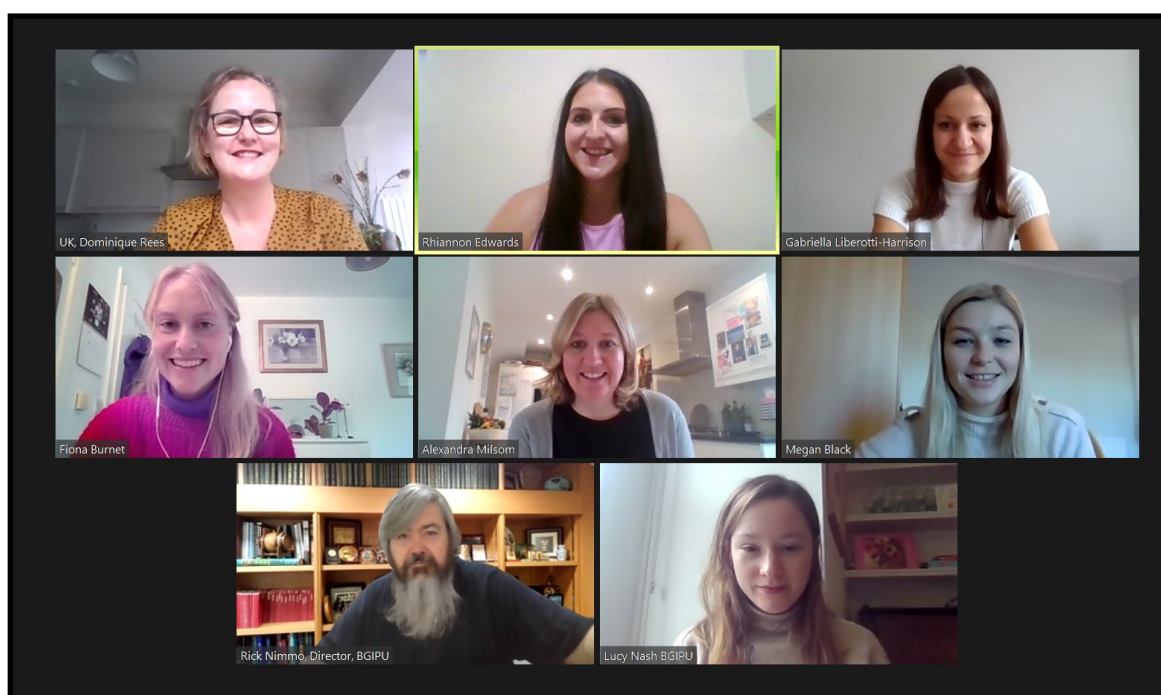 UK, Dominique Rees
Rhiannon Edwards
Gabriella Liberotti-Harrison
Fiona Burnet
Alexandra Milsom
Megan Black
Rick Nimmo, Director, BGIPU
Lucy Nash BGIPU